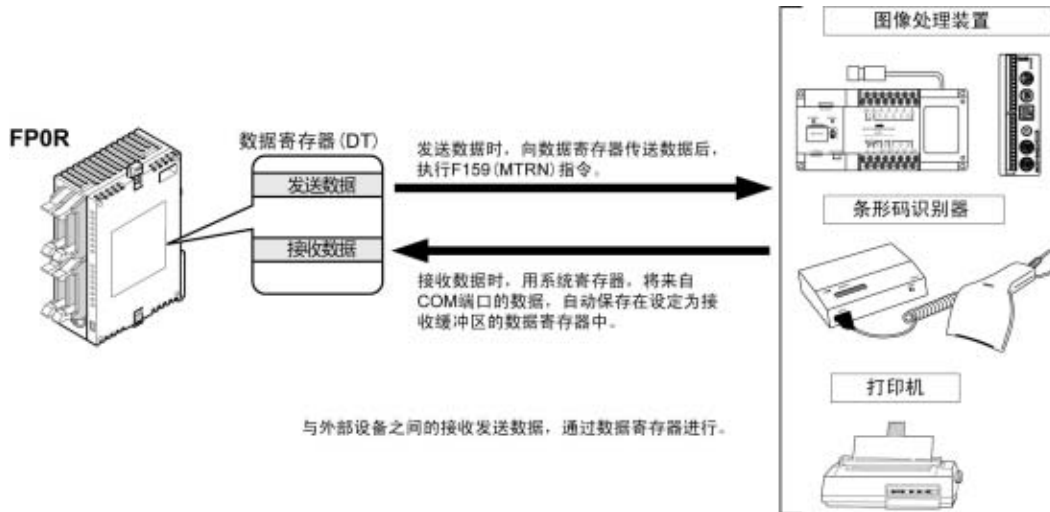 图像处理装置
FP0R
数据寄存器(DT)
发送数据
接收数据
发送数据时，向数据寄存器传送数据后，
执行F159(MTRN)指令。
接收数据时，用系统寄存器，将来自
COM端口的数据，自动保存在设定为接
收缓冲区的数据寄存器中。
条形码识别器
打印机
与外部设备之间的接收发送数据，通过数据寄存器进行。